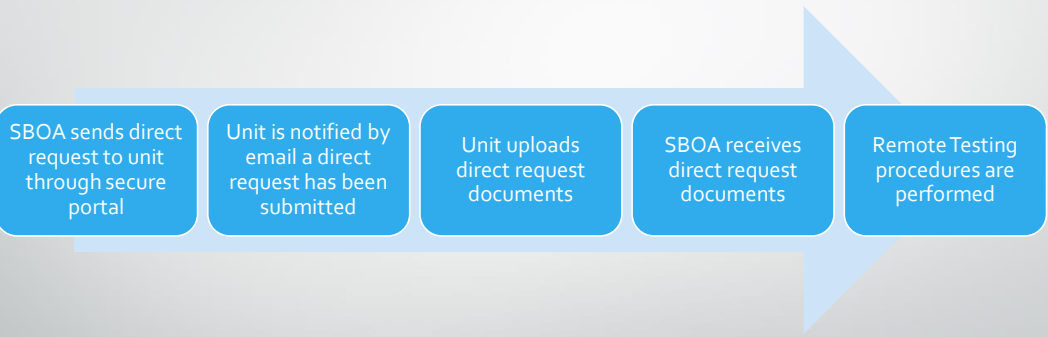 SBOA sends direct
request to unit
through secure
portal
Unit is notified by
email a direct
request has been
submitted
Unit uploads
direct request
documents
SBOA receives
direct request
documents
Remote Testing
procedures are
performed